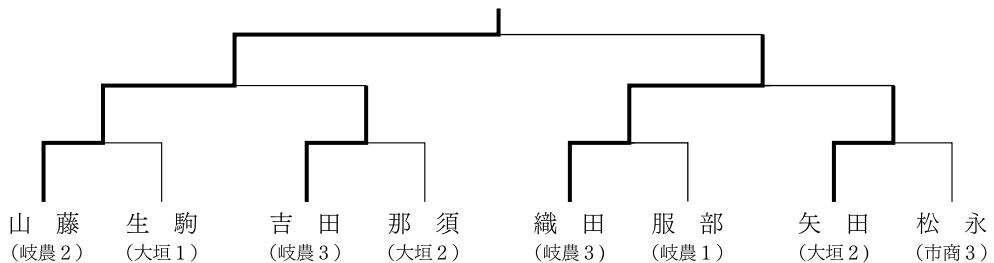 山　藤　生　駒　吉　田　那　須　織　田　服　部　矢　田　松　永
（岐農２）（大垣１）（岐農３）（大垣２）（岐農３）（岐農１）（大垣２）（市商３）